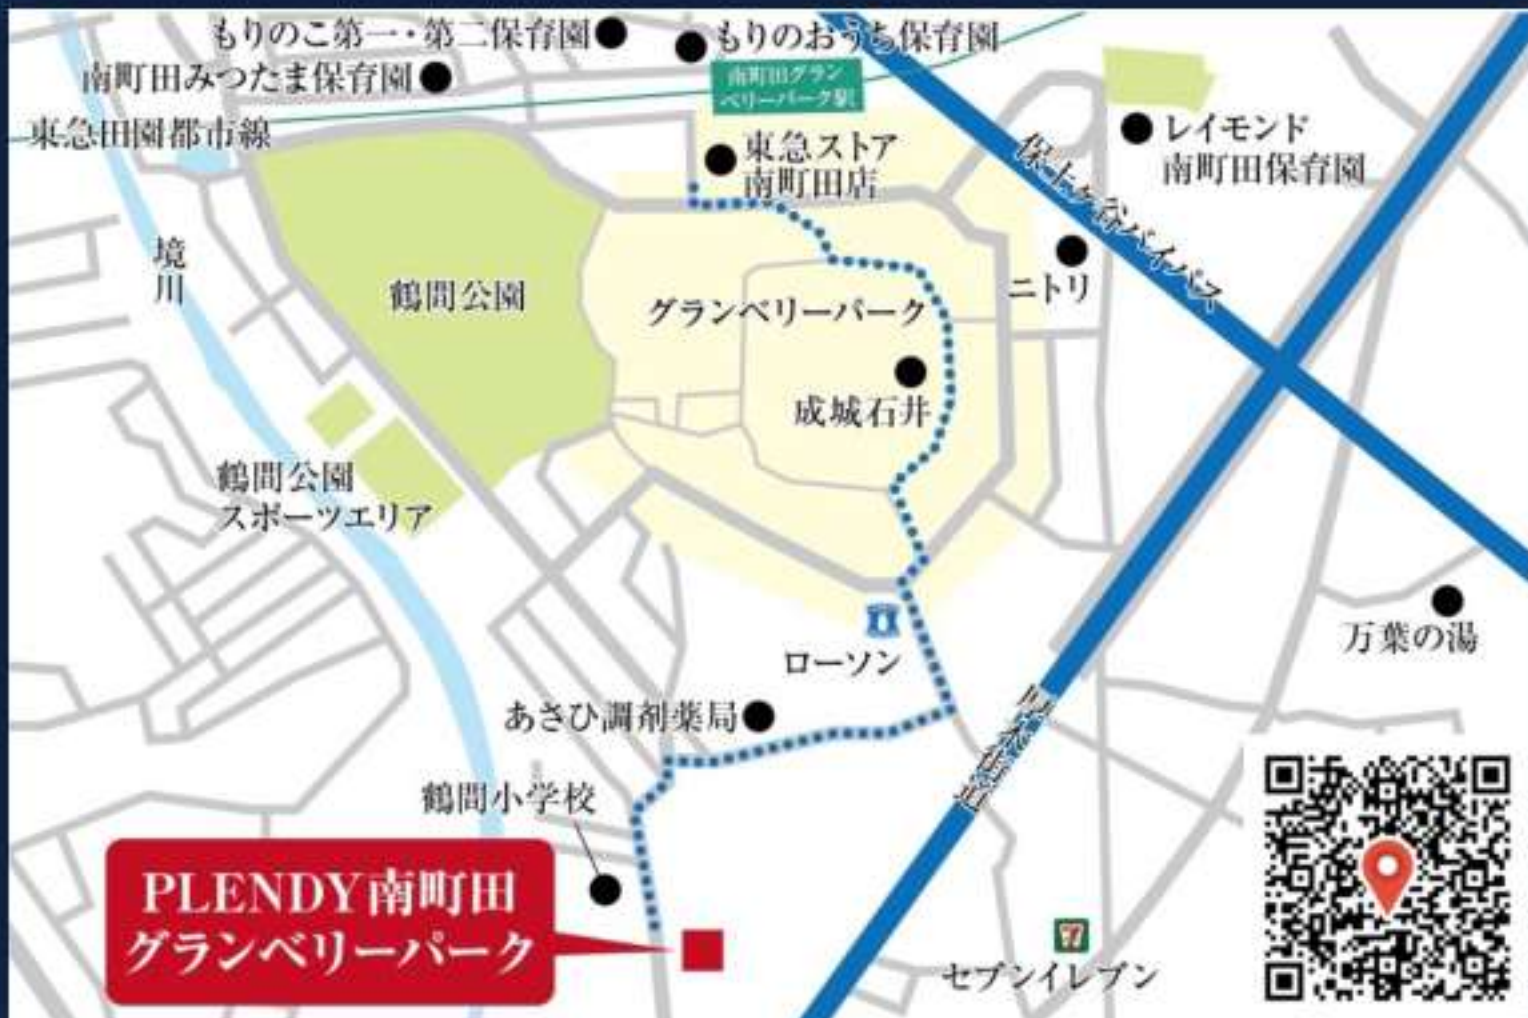 もりのこ第一・第二保育園
もりのおうち保育園
南町田みつたま保育園
南町田グラン
ベリーパーク駅
東急田園都市線
東急ストア
南町田店
レイモンド
南町田保育園
保土ヶ谷バイパス
境川
鶴間公園
グランベリーパーク
ニトリ
成城石井
鶴間公園
スポーツエリア
ローソン
万葉の湯
あさひ調剤薬局
厚木街道
鶴間小学校
PLENDY南町田
グランベリーパーク
7
セブンイレブン